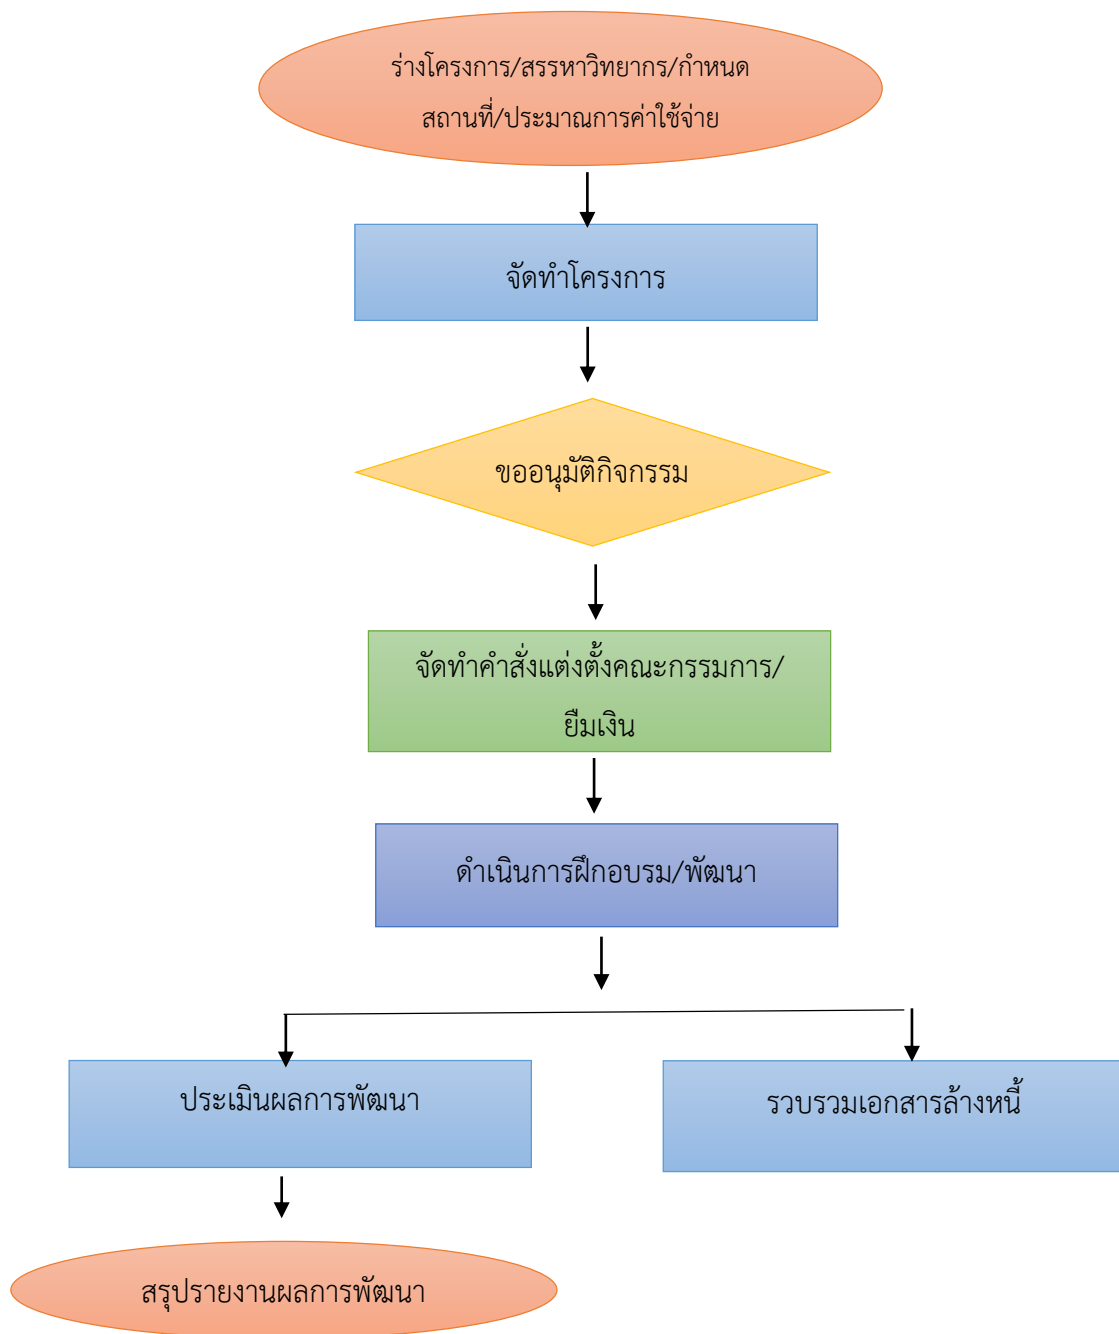 ร่างโครงการ/สรรหาวิทยากร/กำหนด
สถานที่/ประมาณการค่าใช้จ่าย
จัดทำโครงการ
ขออนุมัติกิจกรรม
จัดทำคำสั่งแต่งตั้งคณะกรรมการ/
ยืมเงิน
ดำเนินการฝึกอบรม/พัฒนา
ประเมินผลการพัฒนา
รวบรวมเอกสารล้างหนี้
สรุปรายงานผลการพัฒนา